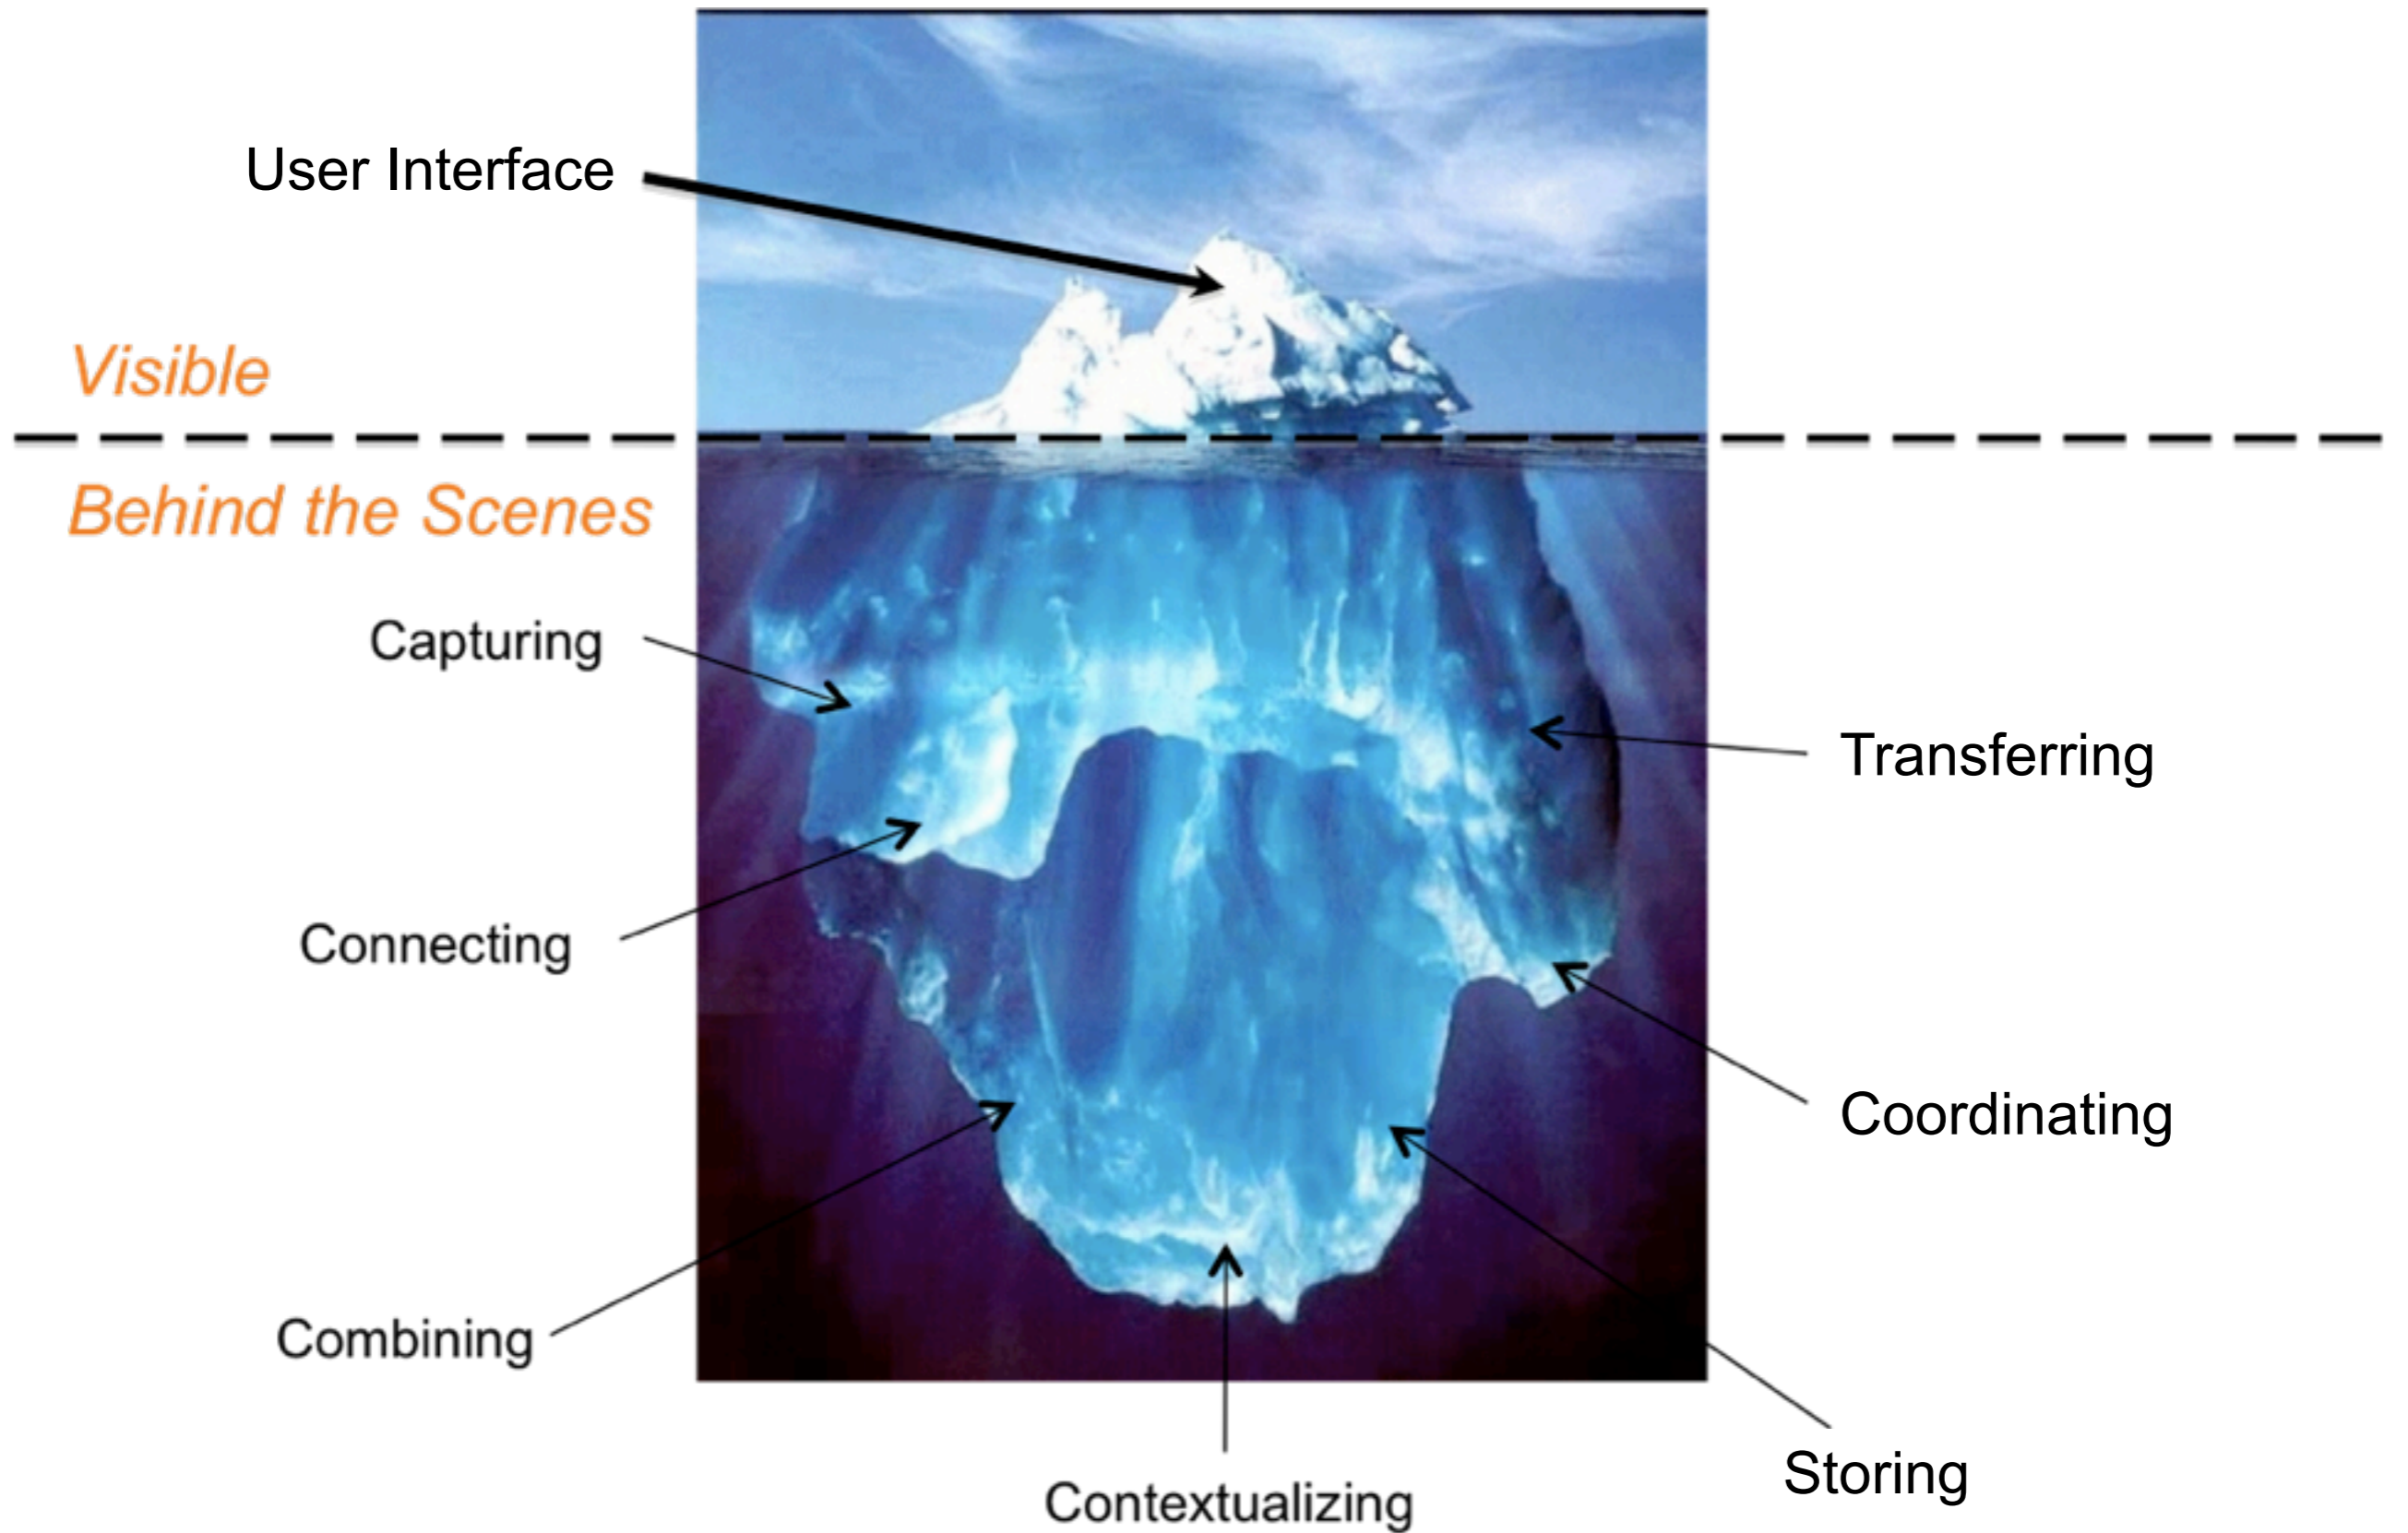 User Interface
Visible
Behind the Scenes
Capturing
Transferring
Connecting
Coordinating
Combining
Storing
Contextualizing